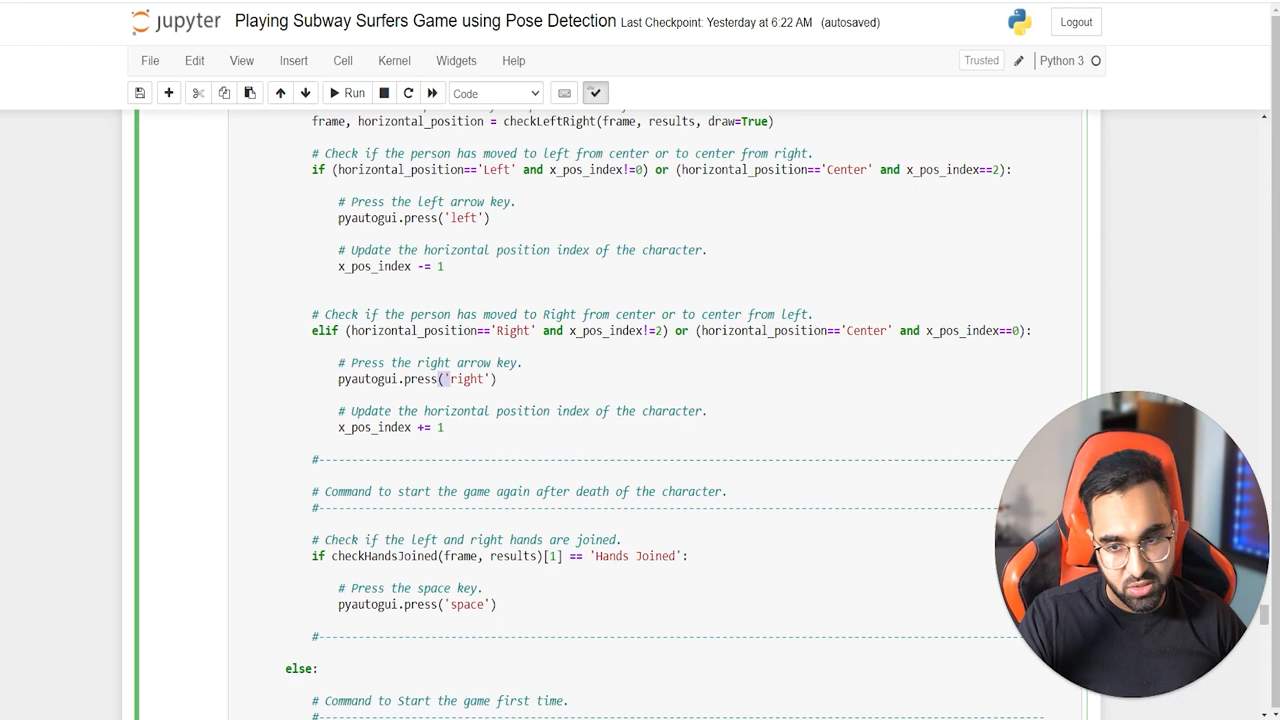 jupyter Playing Subway Surfers Game using Pose Detection Last Checkpoint: Yesterday at 6:22 AM (autosaved) Logout
File Edit View Insert Cell Kernel Widgets Help Trusted Python 3
Run Code
frame, horizontal_position = checkLeftRight(frame, results, draw=True)
# Check if the person has moved to left from center or to center from right.
if (horizontal_position=='Left' and x_pos_index!=0) or (horizontal_position=='Center' and x_pos_index==2):
# Press the left arrow key.
pyautogui.press('left')
# Update the horizontal position index of the character.
x_pos_index -= 1
# Check if the person has moved to Right from center or to center from left.
elif (horizontal_position=='Right' and x_pos_index!=2) or (horizontal_position=='Center' and x_pos_index==0):
# Press the right arrow key.
pyautogui.press('right')
# Update the horizontal position index of the character.
x_pos_index += 1
#----------------------------------------------------------------------------------------------------------
# Command to start the game again after death of the character.
#----------------------------------------------------------------------------------------------------------
# Check if the left and right hands are joined.
if checkHandsJoined(frame, results)[1] == 'Hands Joined':
# Press the space key.
pyautogui.press('space')
#----------------------------------------------------------------------------------------------------------
else:
# Command to Start the game first time.
#----------------------------------------------------------------------------------------------------------